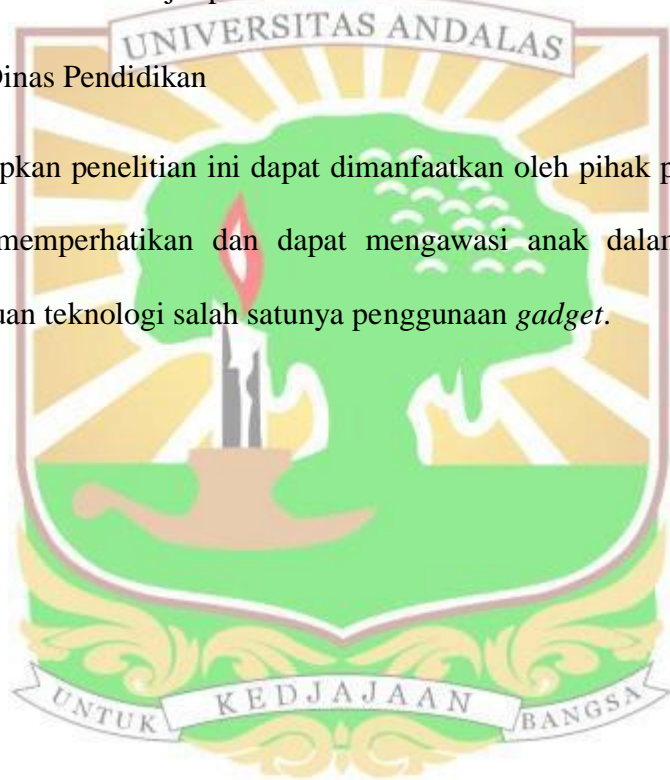 UNIVERSITAS ANDALAS
Dinas Pendidikan
pkan penelitian ini dapat dimanfaatkan oleh pihak p
memperhatikan dan dapat mengawasi anak dalam
uan teknologi salah satunya penggunaan gadget.
UNTUK KEDJAJAAN BANGSA